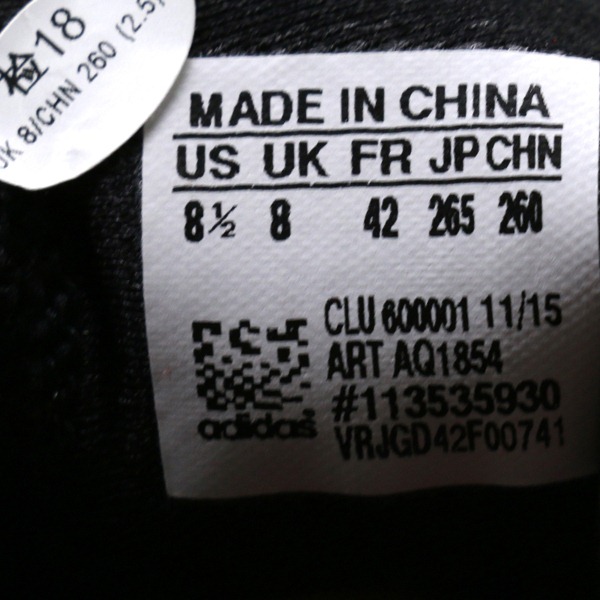 检18
UK 8/CHN 260 (2.5)
MADE IN CHINA
US UK FR JP CHN
8½ 8 42 265 260
CLU 600001 11/15
ART AQ1854
#113535930
VRJGD42F00741
adidas